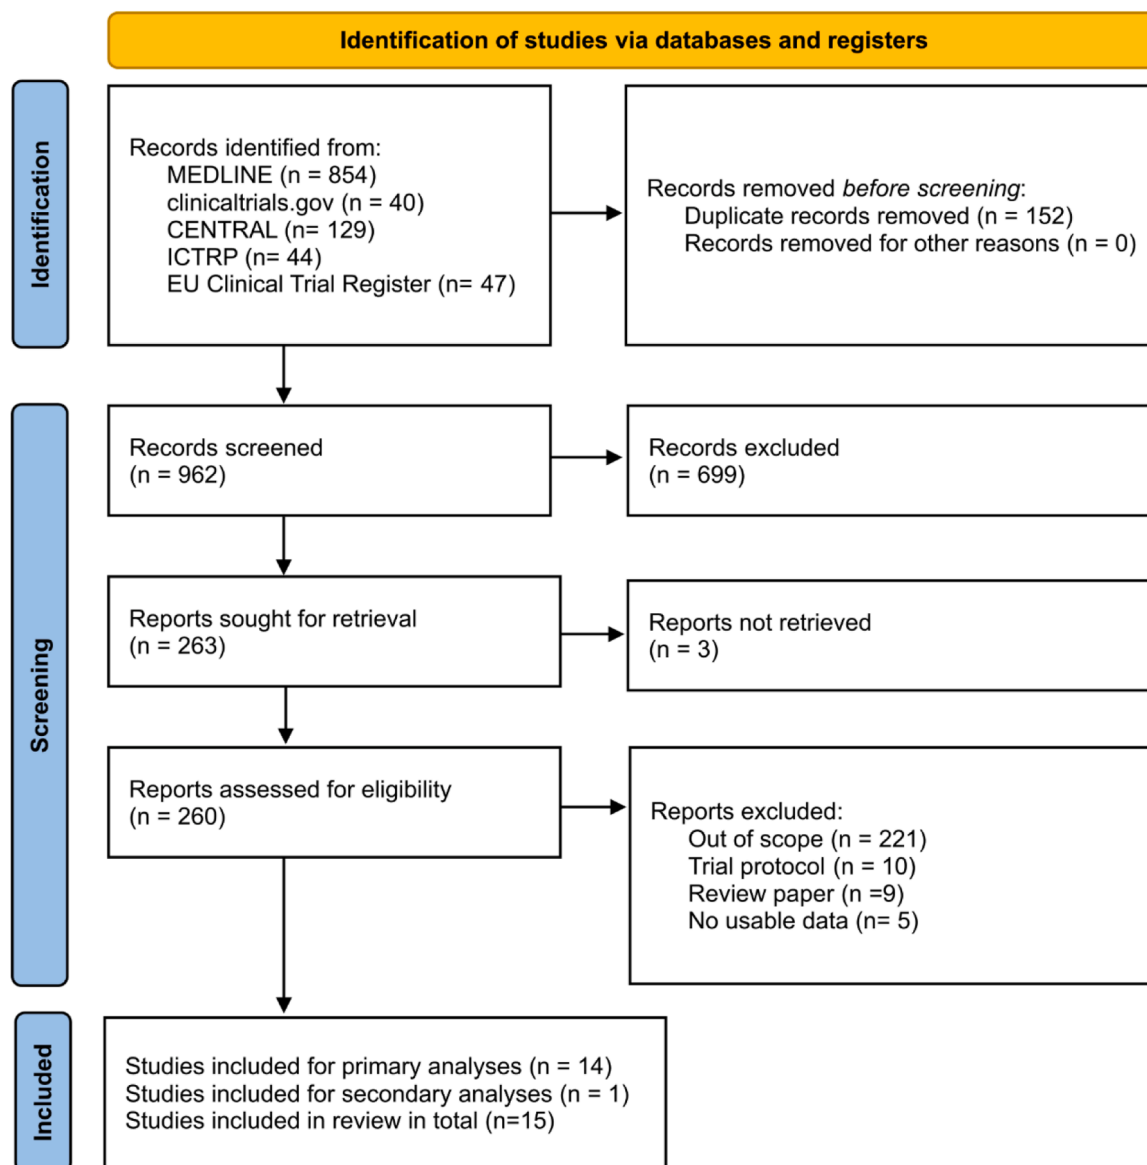 Identification of studies via databases and registers
Identification
Records identified from:
MEDLINE (n = 854)
clinicaltrials.gov (n = 40)
CENTRAL (n= 129)
ICTRP (n= 44)
EU Clinical Trial Register (n= 47)
Records removed before screening:
Duplicate records removed (n = 152)
Records removed for other reasons (n = 0)
Screening
Records screened
(n = 962)
Records excluded
(n = 699)
Reports sought for retrieval
(n = 263)
Reports not retrieved
(n = 3)
Reports assessed for eligibility
(n = 260)
Reports excluded:
Out of scope (n = 221)
Trial protocol (n = 10)
Review paper (n =9)
No usable data (n= 5)
Included
Studies included for primary analyses (n = 14)
Studies included for secondary analyses (n = 1)
Studies included in review in total (n=15)